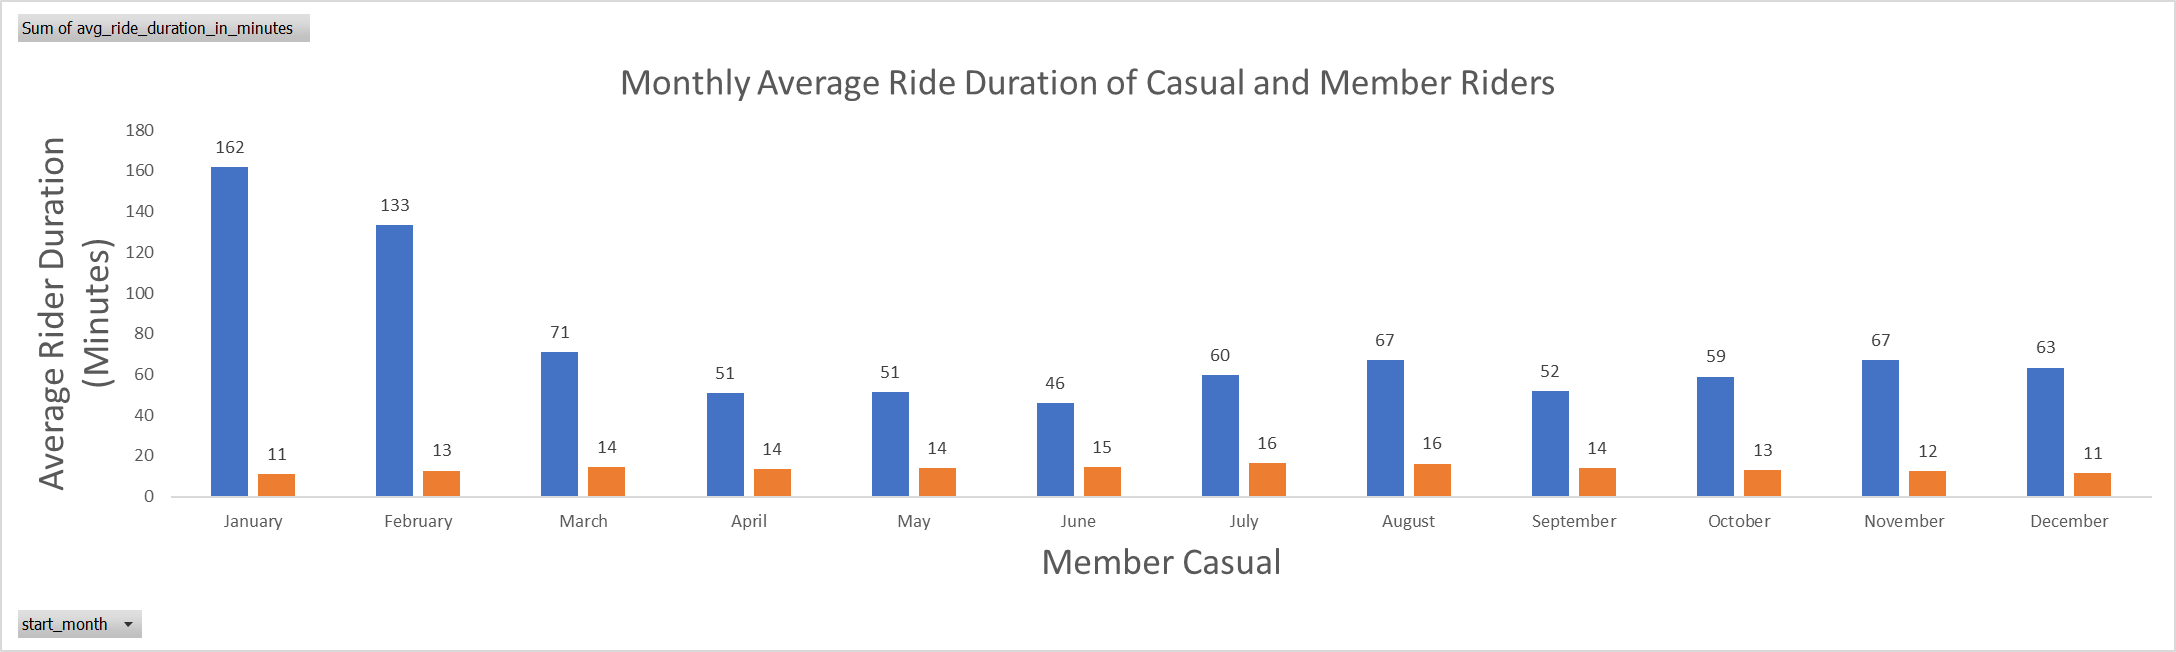 Sum of avg_ride_duration_in_minutes
Monthly Average Ride Duration of Casual and Member Riders
Average Rider Duration
(Minutes)
180
160
140
120
100
80
60
40
20
0
162
11
133
13
71
14
51
14
51
14
46
15
60
16
67
16
52
14
59
13
67
12
63
11
January
February
March
April
May
June
July
August
September
October
November
December
Member Casual
start_month